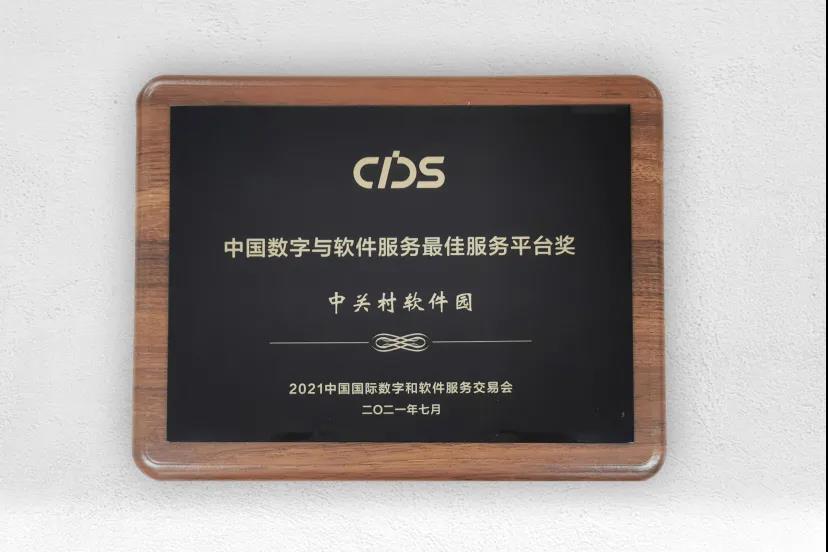 CDS
中国数字与软件服务最佳服务平台奖
中关村软件园
2021中国国际数字和软件服务交易会
二〇二一年七月